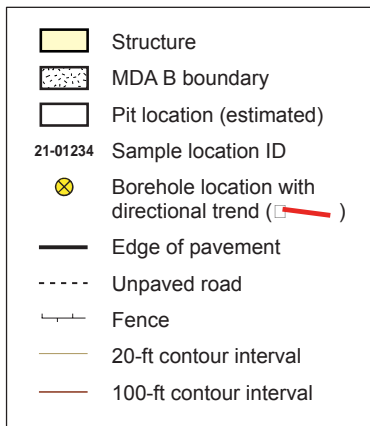 Structure
MDA B boundary
Pit location (estimated)
21-01234 Sample location ID
Borehole location with
directional trend ( )
Edge of pavement
Unpaved road
Fence
20-ft contour interval
100-ft contour interval